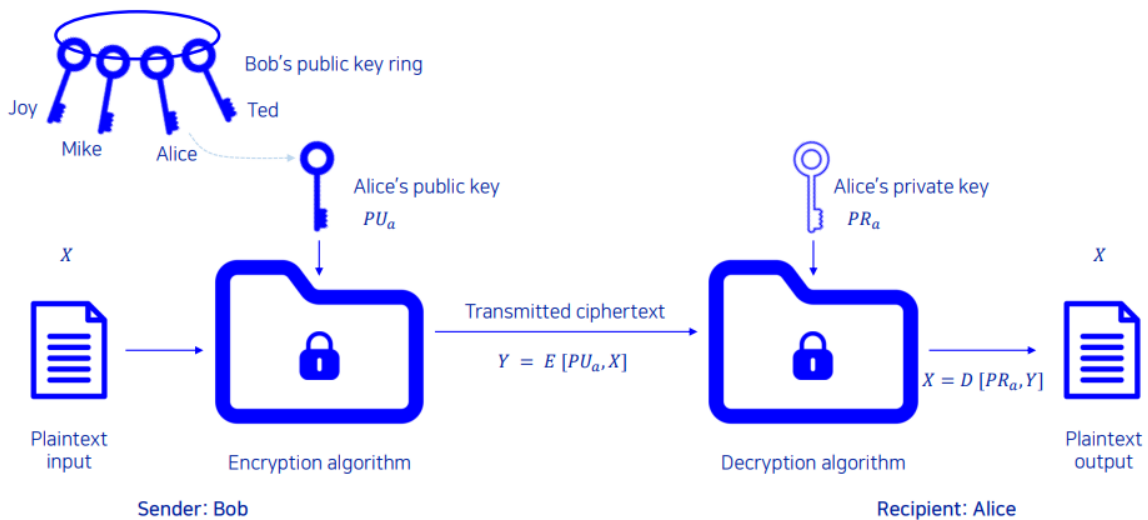 Bob's public key ring
Joy
Ted
Mike
Alice
Alice's public key
PUₐ
Alice's private key
PRₐ
X
X
Transmitted ciphertext
Y = E [PUₐ, X]
X = D [PRₐ, Y]
Plaintext
input
Encryption algorithm
Decryption algorithm
Plaintext
output
Sender: Bob
Recipient: Alice